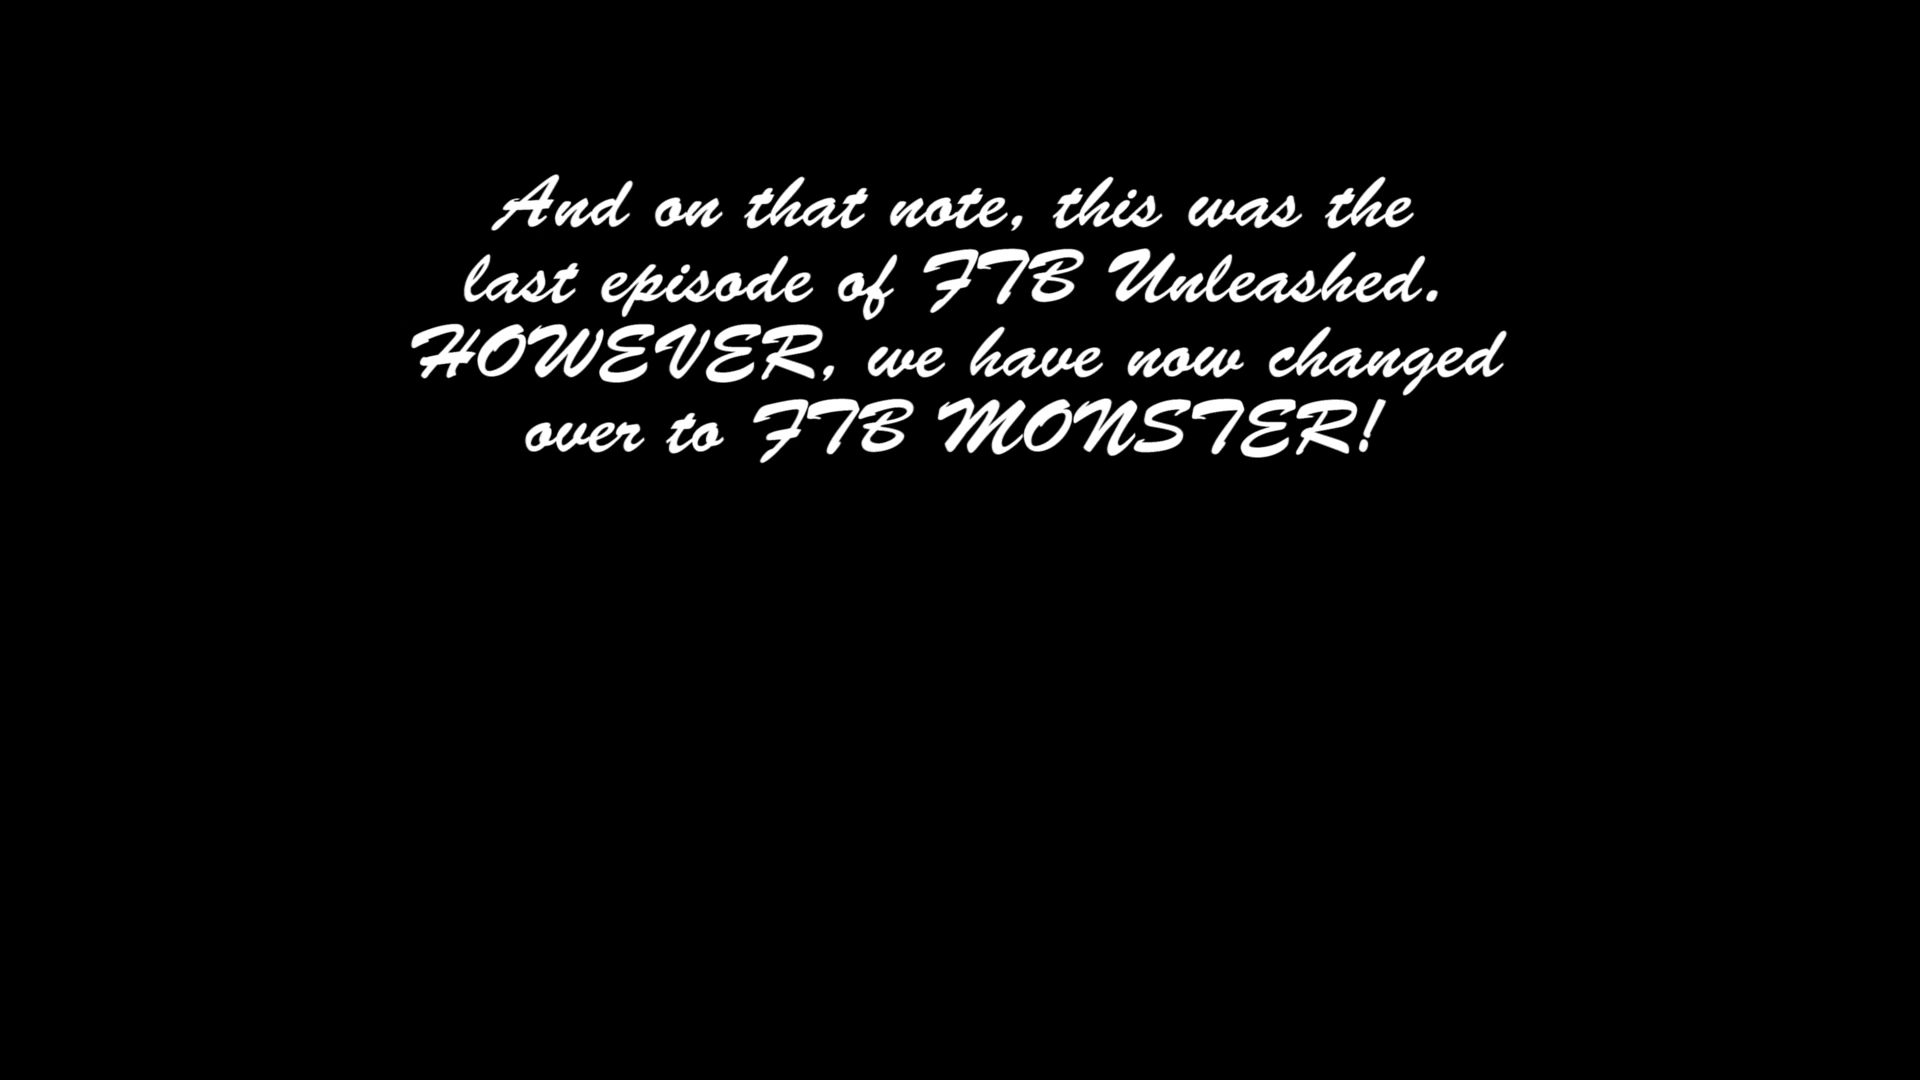 And on that note, this was the
last episode of FTB Unleashed.
HOWEVER, we have now changed
over to FTB MONSTER!